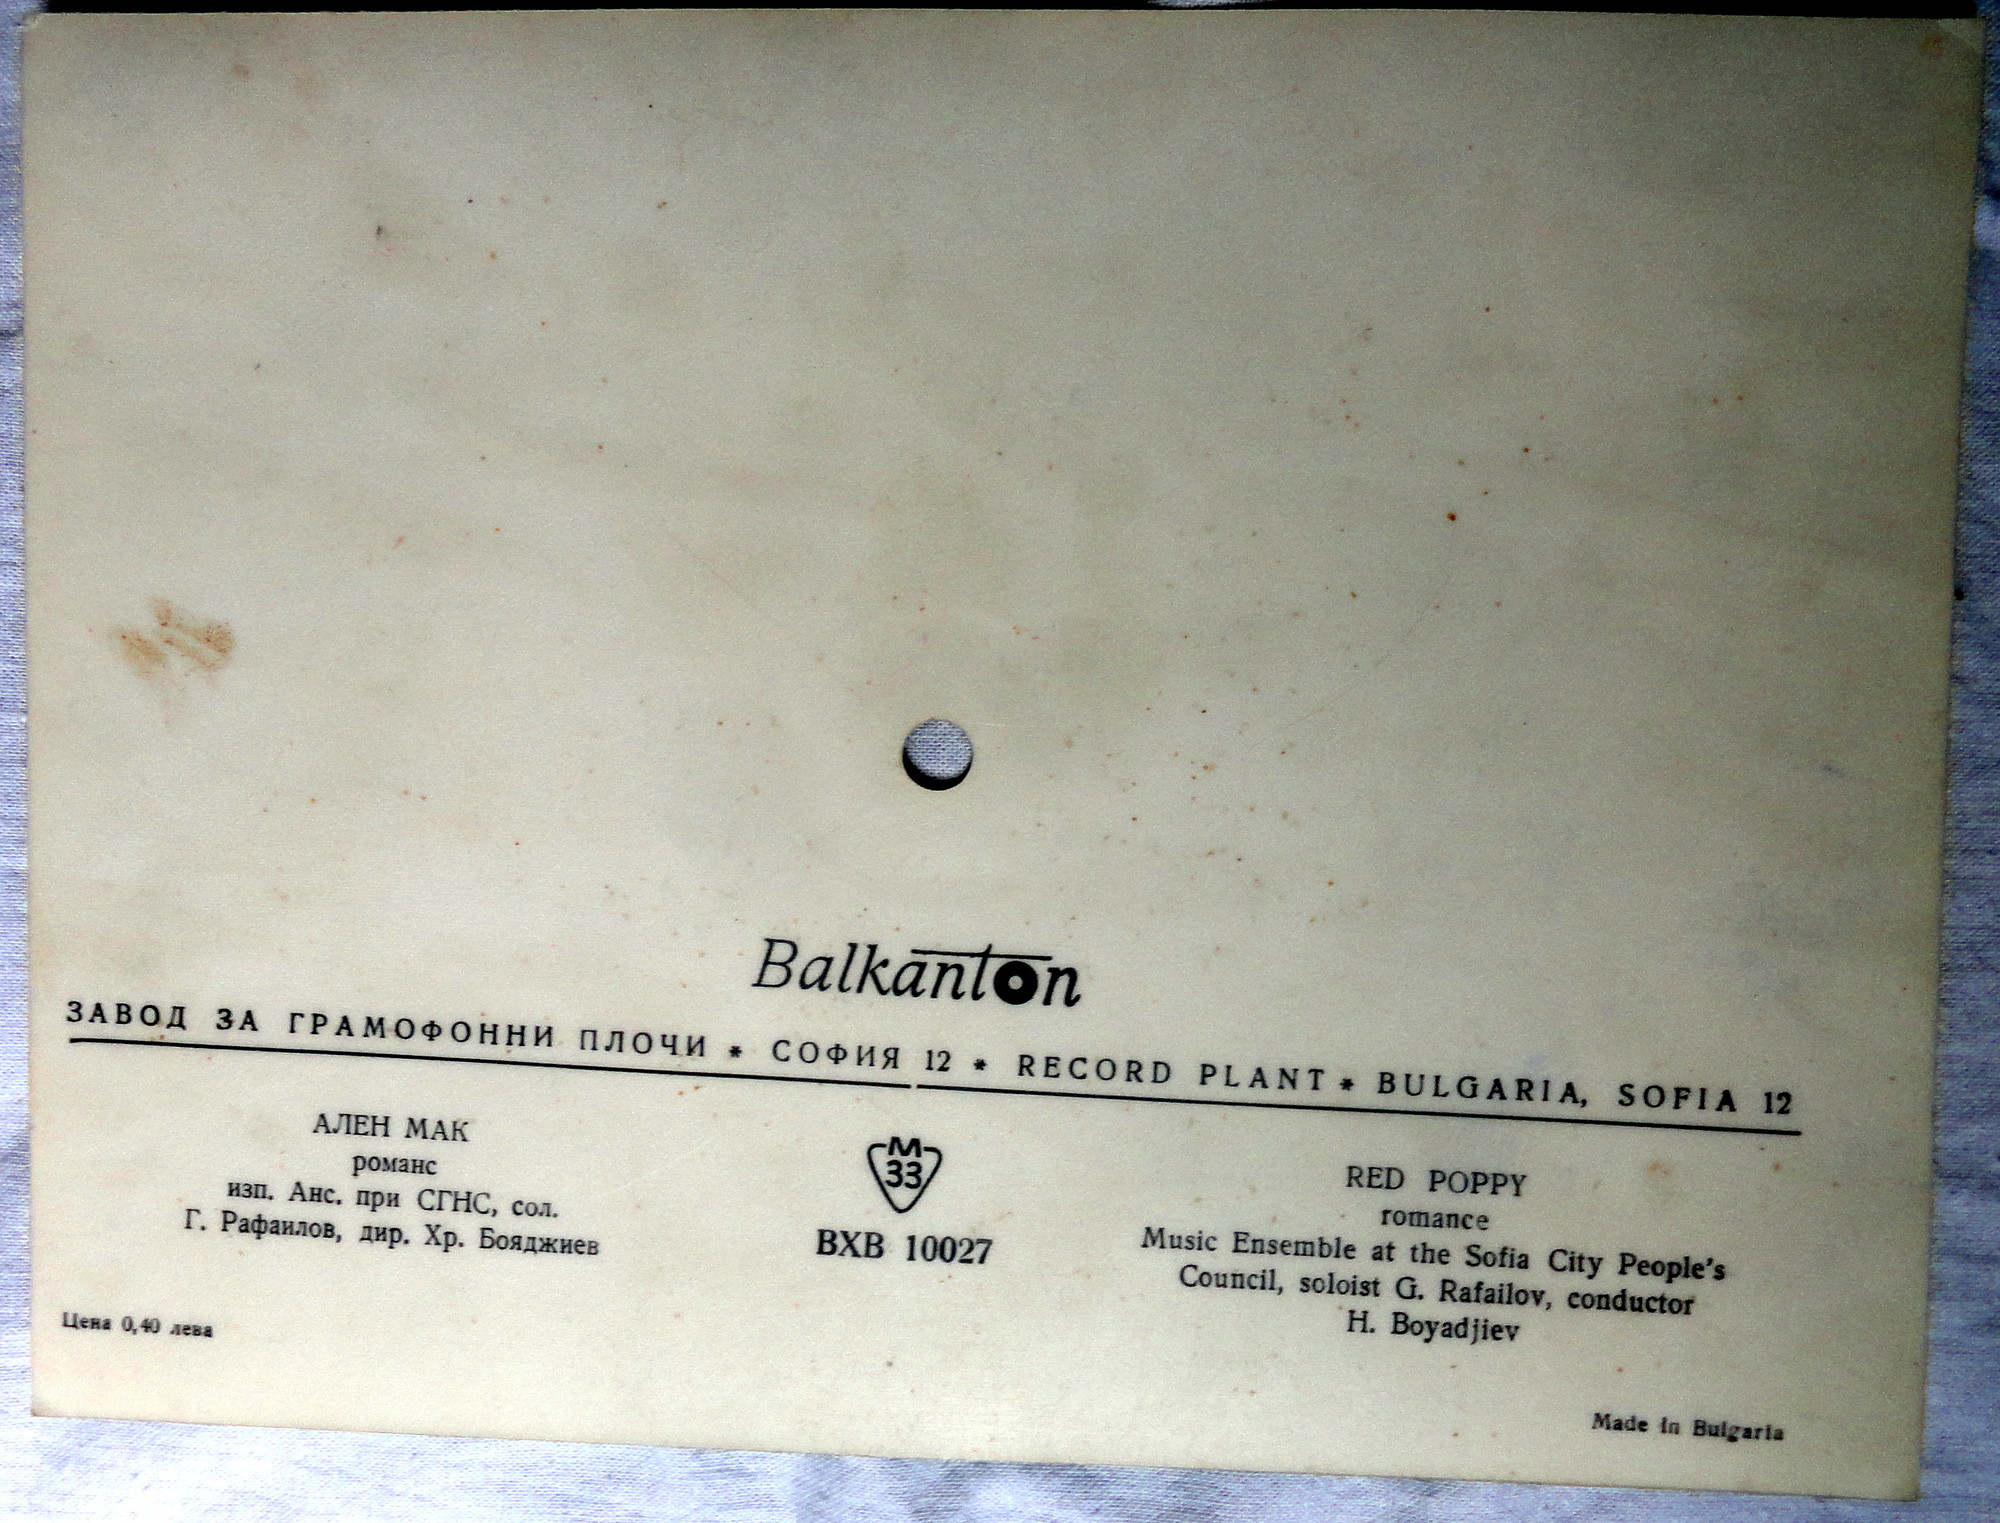 Balkanton
ЗАВОД ЗА ГРАМОФОННИ ПЛОЧИ * СОФИЯ 12 * RECORD PLANT * BULGARIA, SOFIA 12
АЛЕН МАК
романс
изп. Анс. при СГНС, сол.
Г. Рафаилов, дир. Хр. Бояджиев
Цена 0,40 лева
М
33
ВХВ 10027
RED POPPY
romance
Music Ensemble at the Sofia City People's
Council, soloist G. Rafailov, conductor
H. Boyadjiev
Made in Bulgaria